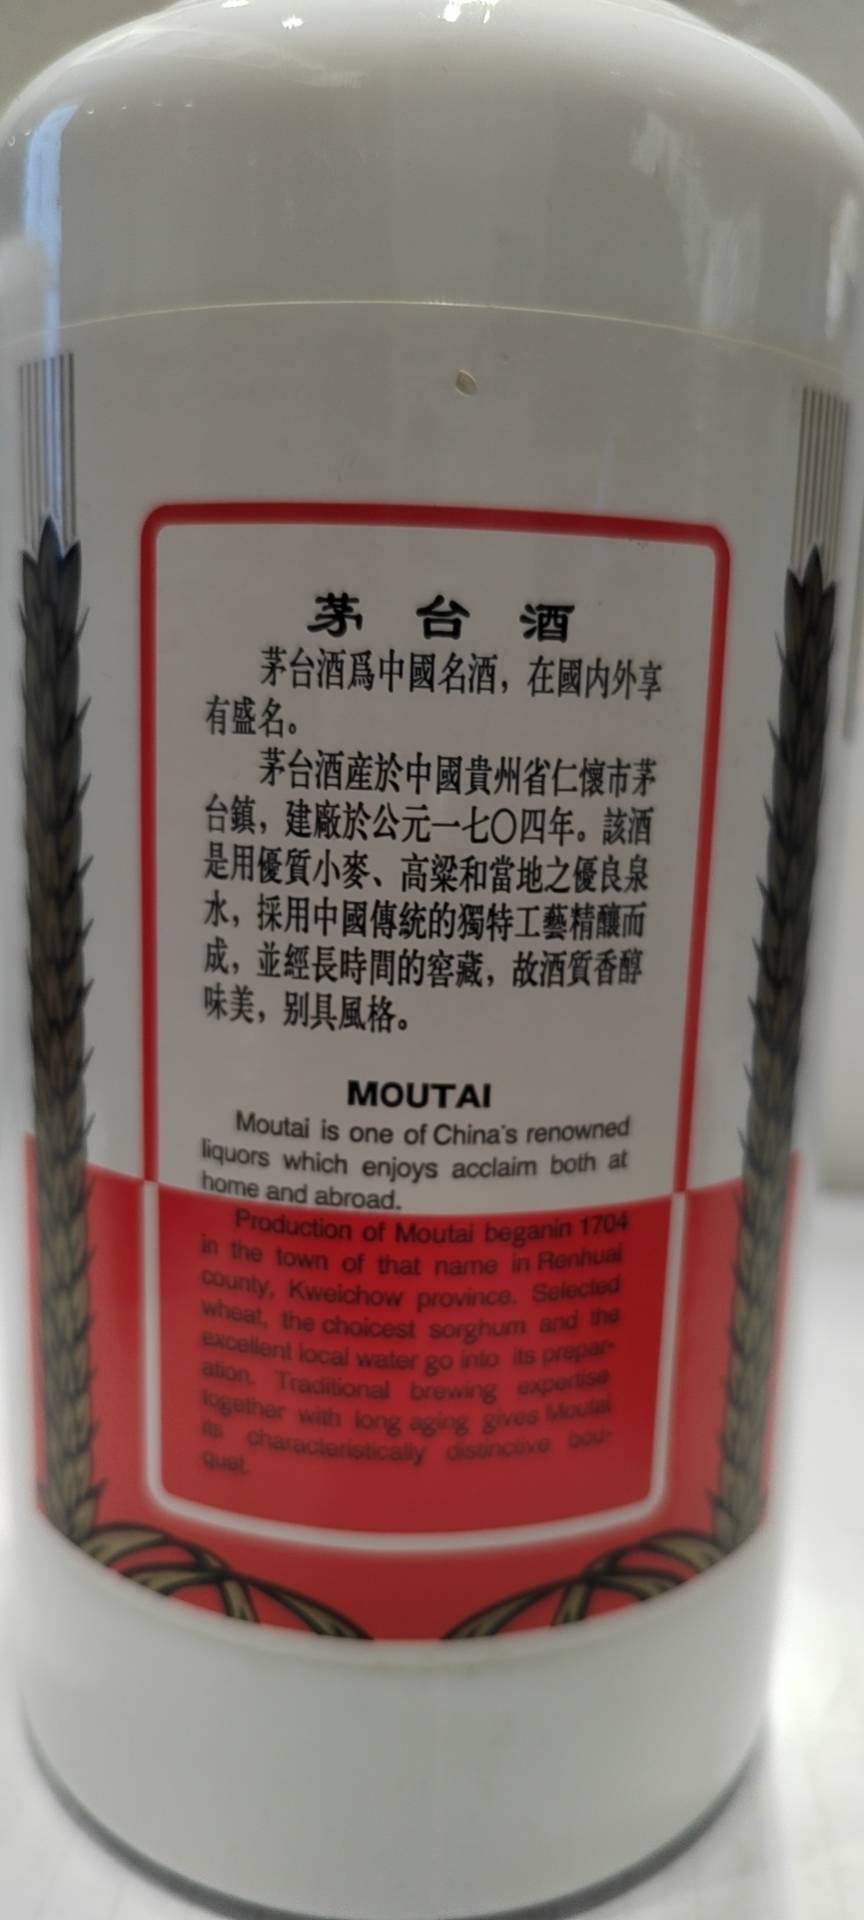 茅台酒
茅台酒爲中國名酒，在國内外享
有盛名。
茅台酒産於中國貴州省仁懷市茅
台鎮，建廠於公元一七〇四年。該酒
是用優質小麥、高粱和當地之優良泉
水，採用中國傳統的獨特工藝精釀而
成，並經長時間的窖藏，故酒質香醇
味美，别具風格。
MOUTAI
Moutai is one of China's renowned
liquors which enjoys acclaim both at
home and abroad.
Production of Moutai beganin 1704
in the town of that name in Renhuai
county, Kweichow province. Selected
wheat, the choicest sorghum and the
excellent local water go into its prepar-
ation. Traditional brewing expertise
together with long aging gives Moutai
its characteristically distinctive bou-
quet.